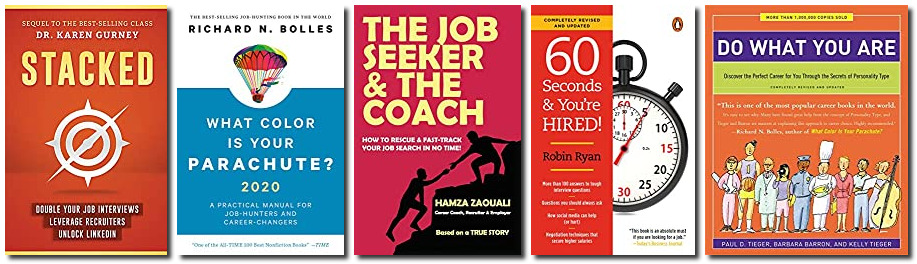 SEQUEL TO THE BEST-SELLING CLASS
DR. KAREN GURNEY
STACKED
DOUBLE YOUR JOB INTERVIEWS
LEVERAGE RECRUITERS
UNLOCK LINKEDIN
THE BEST-SELLING JOB-HUNTING BOOK IN THE WORLD
RICHARD N. BOLLES
WHAT COLOR
IS YOUR
PARACHUTE?
2020
A PRACTICAL MANUAL FOR
JOB-HUNTERS AND
CAREER-CHANGERS
"One of the All-TIME 100 Best Nonfiction Books" —TIME
THE JOB
SEEKER
& THE
COACH
HOW TO RESCUE & FAST-TRACK
YOUR JOB SEARCH IN NO TIME!
HAMZA ZAOUALI
Career Coach, Recruiter & Employer
Based on a TRUE STORY
COMPLETELY REVISED
AND UPDATED
60
Seconds
& You're
HIRED!
Robin Ryan
More than 100 answers to tough
interview questions
Questions you should always
ask
How social media can help
(or hurt)
Negotiation techniques that
secure higher salaries
60
5
10
15
20
25
30
"This book is an absolute must
if you are looking for a job."
MORE THAN 1,000,000 COPIES SOLD
DO WHAT YOU ARE
Discover the Perfect Career for You Through the Secrets of Personality Type
COMPLETELY REVISED AND UPDATED
"This is one of the most popular career books in the world.
—Richard N. Bolles, author of What Color Is Your Parachute?
PAUL D. TIEGER, BARBARA BARRON, AND KELLY TIEGER